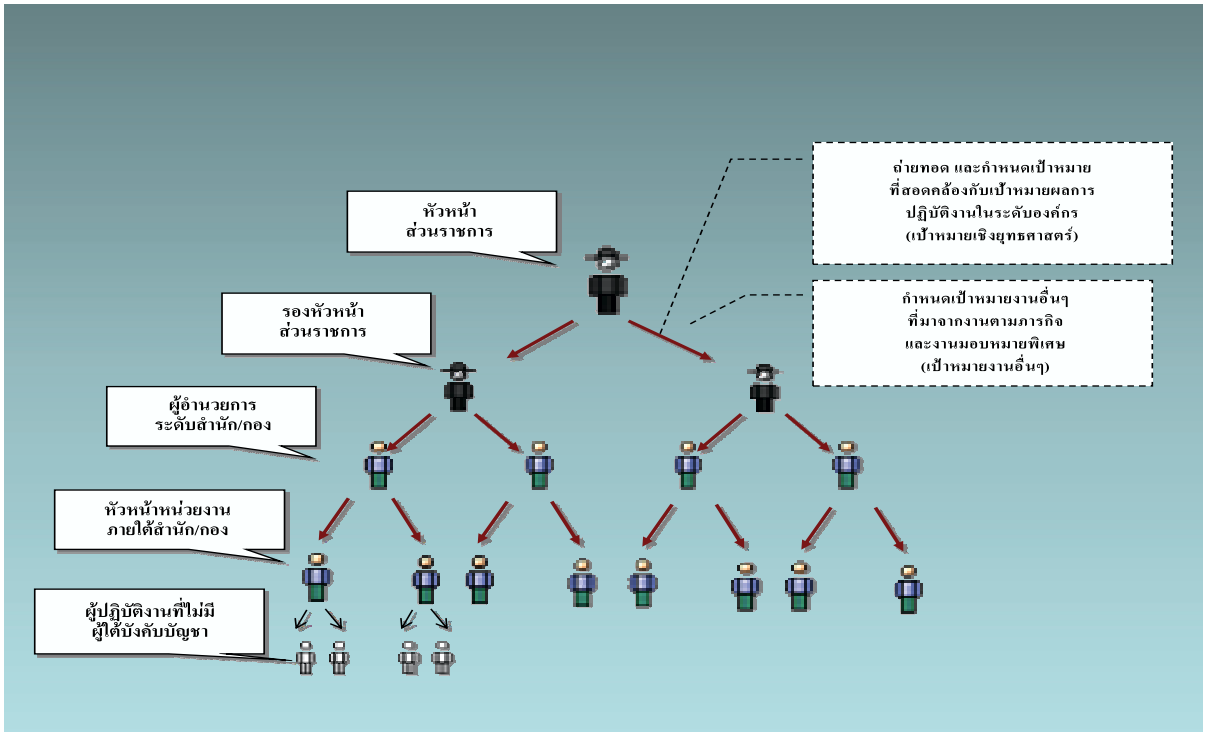 ถ่ายทอด และกำหนดเป้าหมาย
ที่สอดคล้องกับเป้าหมายผลการ
ปฏิบัติงานในระดับองค์กร
(เป้าหมายเชิงยุทธศาสตร์)
หัวหน้า
ส่วนราชการ
กำหนดเป้าหมายงานอื่นๆ
ที่มาจากงานตามภารกิจ
และงานมอบหมายพิเศษ
(เป้าหมายงานอื่นๆ)
รองหัวหน้า
ส่วนราชการ
ผู้อำนวยการ
ระดับสำนัก/กอง
หัวหน้าหน่วยงาน
ภายใต้สำนัก/กอง
ผู้ปฏิบัติงานที่ไม่มี
ผู้ใต้บังคับบัญชา